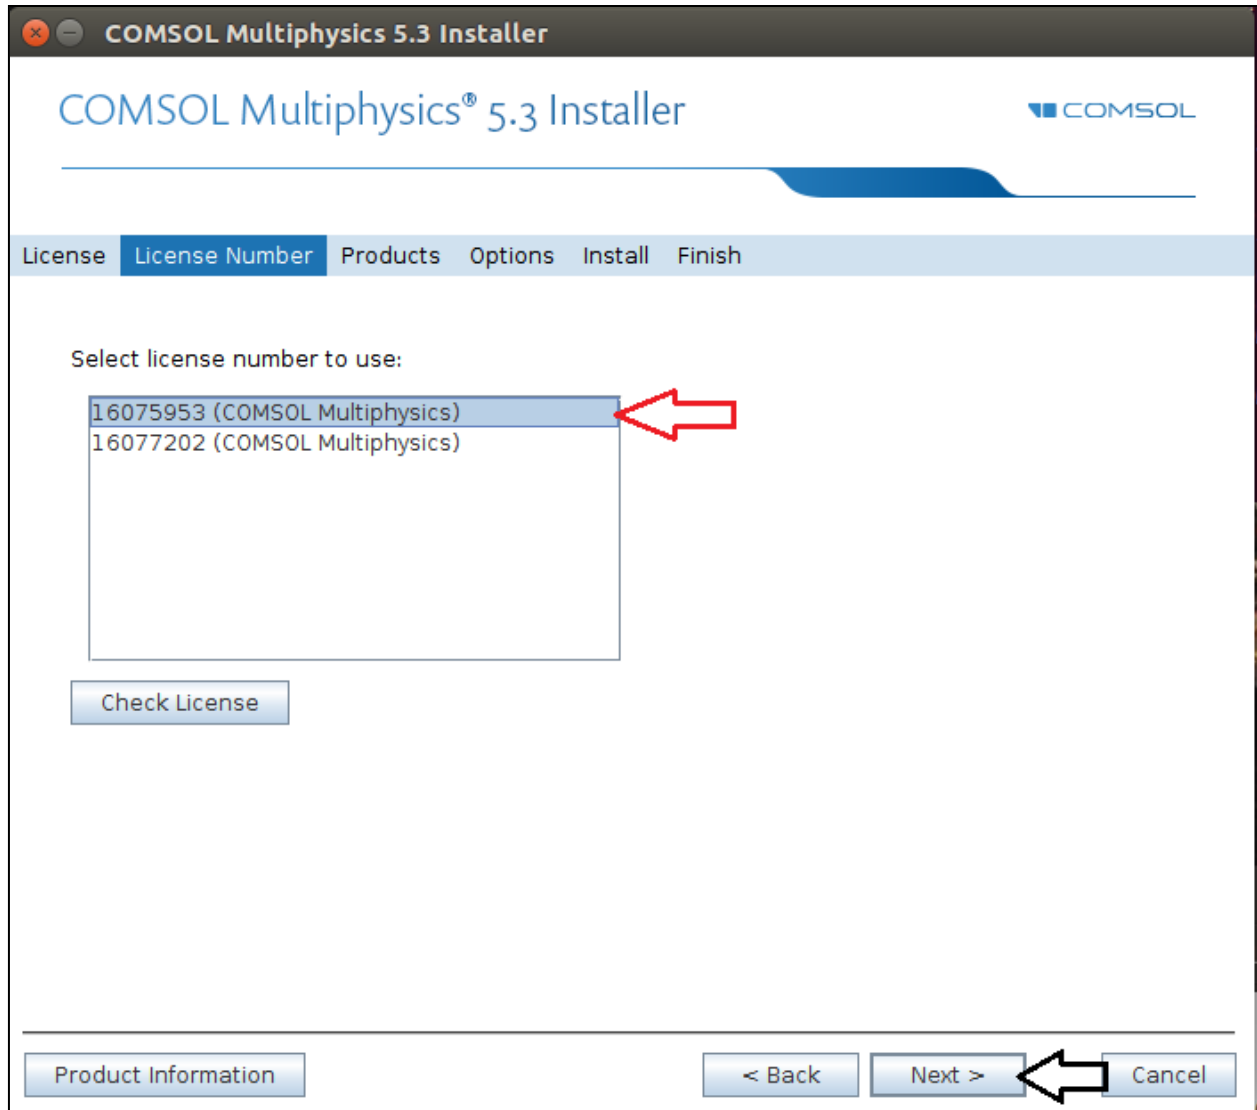 COMSOL Multiphysics 5.3 Installer
COMSOL Multiphysics® 5.3 Installer
COMSOL
License License Number Products Options Install Finish
Select license number to use:
16075953 (COMSOL Multiphysics)
16077202 (COMSOL Multiphysics)
Check License
Product Information < Back Next > Cancel